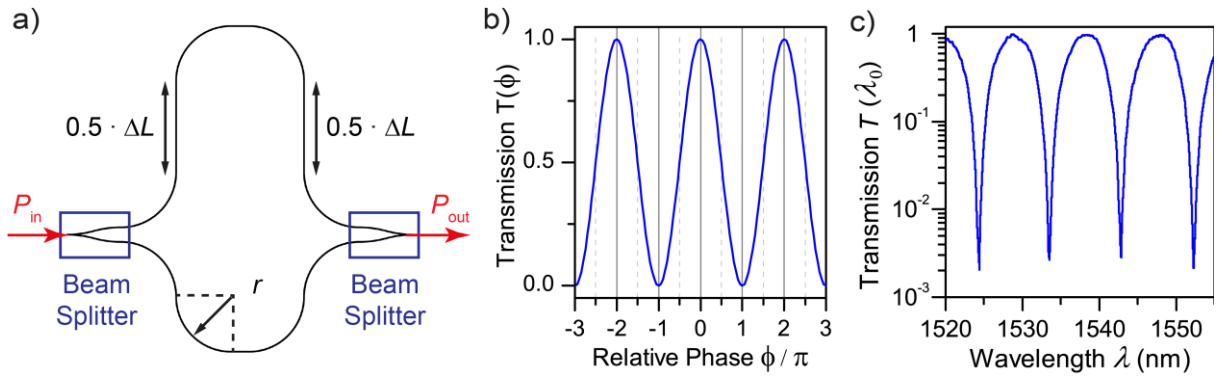 a)
0.5 · ΔL
0.5 · ΔL
P_in
P_out
Beam
Splitter
r
Beam
Splitter
b)
Transmission T(ϕ)
1.0
0.5
0.0
-3 -2 -1 0 1 2 3
Relative Phase ϕ / π
c)
Transmission T (λ₀)
1
10⁻¹
10⁻²
10⁻³
1520 1530 1540 1550
Wavelength λ (nm)